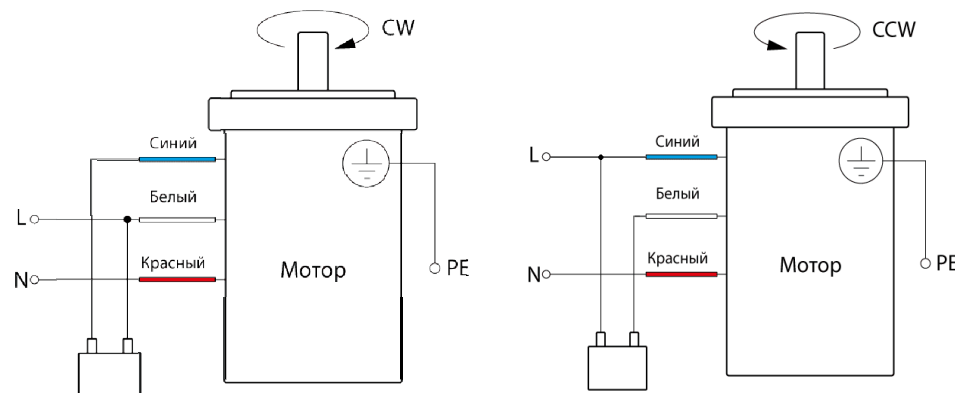 CW
Синий
Белый
L
Красный
N
Мотор
PE
CCW
Синий
L
Белый
Красный
N
Мотор
PE